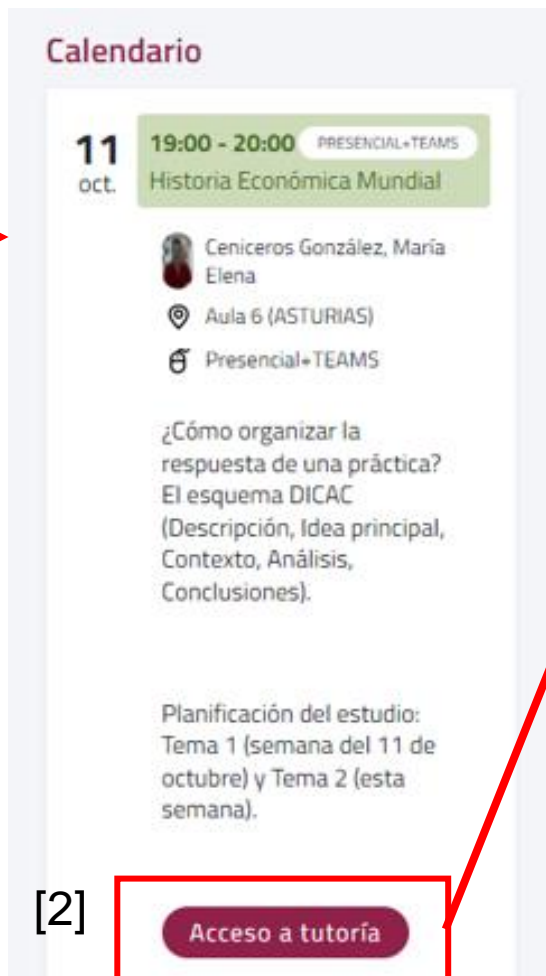 Calendario
11 19:00 - 20:00 PRESENCIAL+TEAMS
oct. Historia Económica Mundial
Ceniceros González, María
Elena
Aula 6 (ASTURIAS)
Presencial+TEAMS
¿Cómo organizar la
respuesta de una práctica?
El esquema DICAC
(Descripción, Idea principal,
Contexto, Análisis,
Conclusiones).
Planificación del estudio:
Tema 1 (semana del 11 de
octubre) y Tema 2 (esta
semana).
[2]
Acceso a tutoría